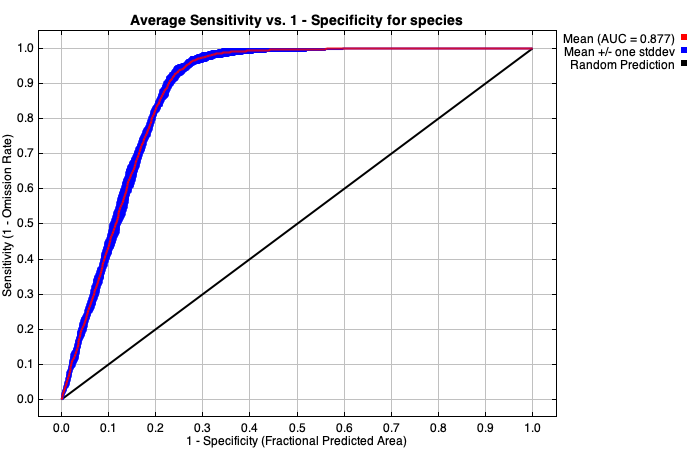 Average Sensitivity vs. 1 - Specificity for species
Mean (AUC = 0.877)
Mean +/- one stddev
Random Prediction
Sensitivity (1 - Omission Rate)
1.0
0.9
0.8
0.7
0.6
0.5
0.4
0.3
0.2
0.1
0.0
0.0 0.1 0.2 0.3 0.4 0.5 0.6 0.7 0.8 0.9 1.0
1 - Specificity (Fractional Predicted Area)